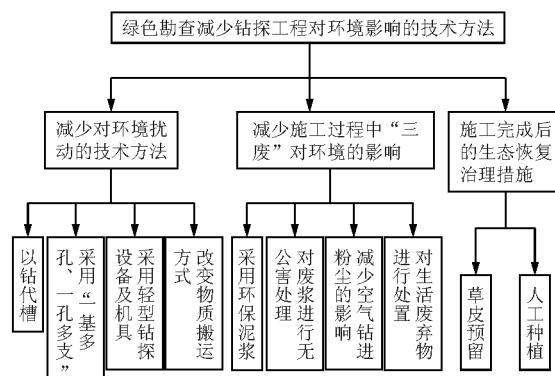 绿色勘查减少钻探工程对环境影响的技术方法
减少对环境扰
动的技术方法
减少施工过程中“三
废”对环境的影响
施工完成后
的生态恢复
治理措施
以钻代槽
采用“一基多
孔、一孔多支”
采用轻型钻探
设备及机具
改变物质搬运
方式
采用环保泥浆
对废浆进行无
公害处理
减少空气钻进
粉尘的影响
对生活废弃物
进行处置
草皮预留
人工种植